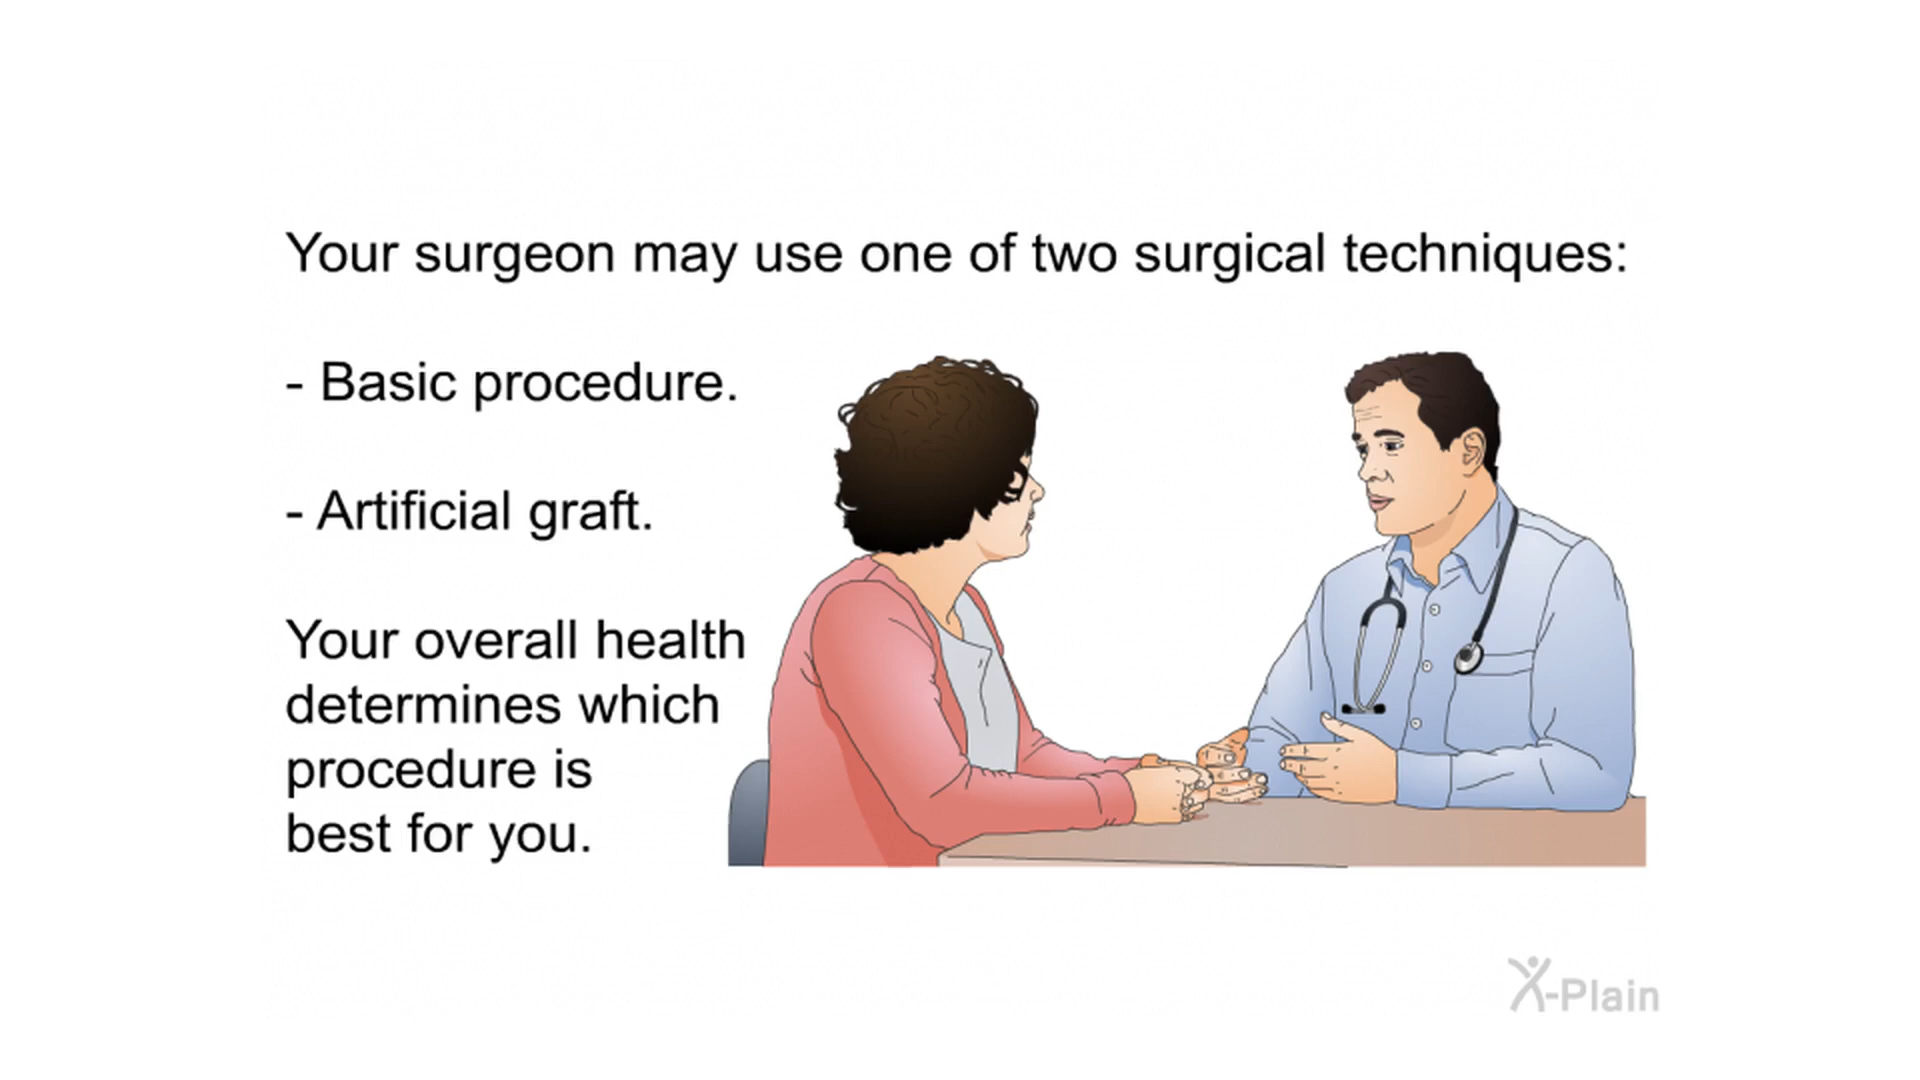 Your surgeon may use one of two surgical techniques:
- Basic procedure.
- Artificial graft.
Your overall health
determines which
procedure is
best for you.
X-Plain